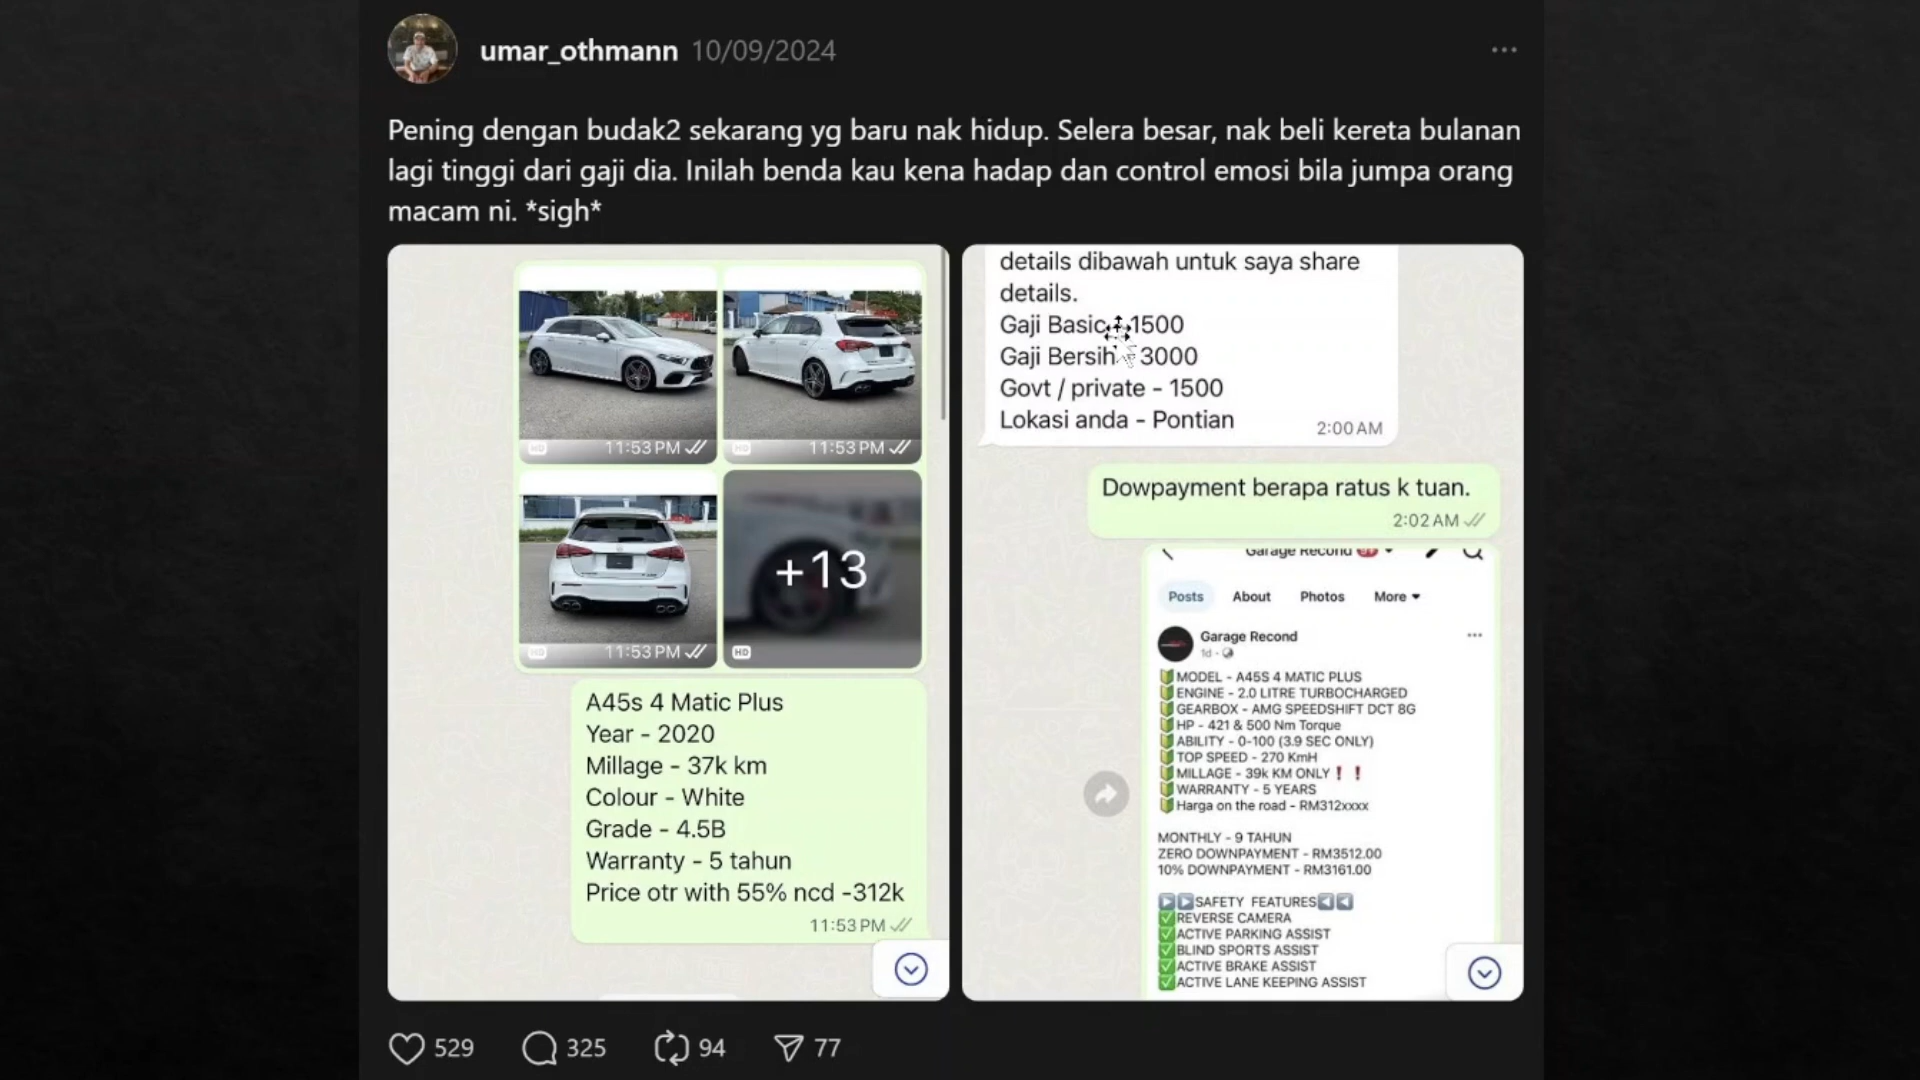 umar_othmann 10/09/2024
Pening dengan budak2 sekarang yg baru nak hidup. Selera besar, nak beli kereta bulanan
lagi tinggi dari gaji dia. Inilah benda kau kena hadap dan control emosi bila jumpa orang
macam ni. *sigh*
HD 11:53 PM
HD 11:53 PM
HD 11:53 PM
+13
HD
A45s 4 Matic Plus
Year - 2020
Millage - 37k km
Colour - White
Grade - 4.5B
Warranty - 5 tahun
Price otr with 55% ncd -312k
11:53 PM
details dibawah untuk saya share
details.
Gaji Basic - 1500
Gaji Bersih - 3000
Govt / private - 1500
Lokasi anda - Pontian
2:00 AM
Dowpayment berapa ratus k tuan.
2:02 AM
Garage Recond 9+
Posts About Photos More
Garage Recond
1d
MODEL - A45S 4 MATIC PLUS
ENGINE - 2.0 LITRE TURBOCHARGED
GEARBOX - AMG SPEEDSHIFT DCT 8G
HP - 421 & 500 Nm Torque
ABILITY - 0-100 (3.9 SEC ONLY)
TOP SPEED - 270 KmH
MILLAGE - 39k KM ONLY❗❗
WARRANTY - 5 YEARS
Harga on the road - RM312xxxx
MONTHLY - 9 TAHUN
ZERO DOWNPAYMENT - RM3512.00
10% DOWNPAYMENT - RM3161.00
SAFETY FEATURES
REVERSE CAMERA
ACTIVE PARKING ASSIST
BLIND SPORTS ASSIST
ACTIVE BRAKE ASSIST
ACTIVE LANE KEEPING ASSIST
529 325 94 77